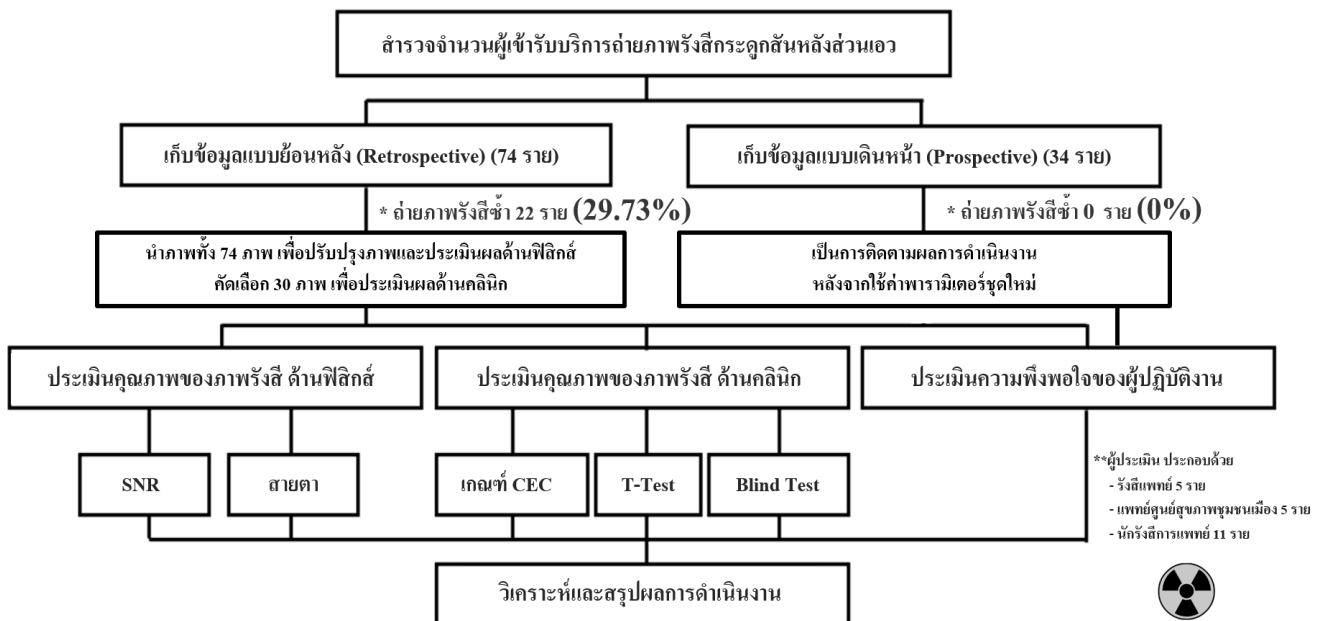 สำรวจจำนวนผู้เข้ารับบริการถ่ายภาพรังสีกระดูกสันหลังส่วนเอว
เก็บข้อมูลแบบย้อนหลัง (Retrospective) (74 ราย)
เก็บข้อมูลแบบเดินหน้า (Prospective) (34 ราย)
* ถ่ายภาพรังสีซ้ำ 22 ราย (29.73%)
* ถ่ายภาพรังสีซ้ำ 0 ราย (0%)
นำภาพทั้ง 74 ภาพ เพื่อปรับปรุงภาพและประเมินผลด้านฟิสิกส์
คัดเลือก 30 ภาพ เพื่อประเมินผลด้านคลินิก
เป็นการติดตามผลการดำเนินงาน
หลังจากใช้ค่าพารามิเตอร์ชุดใหม่
ประเมินคุณภาพของภาพรังสี ด้านฟิสิกส์
ประเมินคุณภาพของภาพรังสี ด้านคลินิก
ประเมินความพึงพอใจของผู้ปฏิบัติงาน
SNR
สายตา
เกณฑ์ CEC
T-Test
Blind Test
**ผู้ประเมิน ประกอบด้วย
- รังสีแพทย์ 5 ราย
- แพทย์ศูนย์สุขภาพชุมชนเมือง 5 ราย
- นักรังสีการแพทย์ 11 ราย
วิเคราะห์และสรุปผลการดำเนินงาน